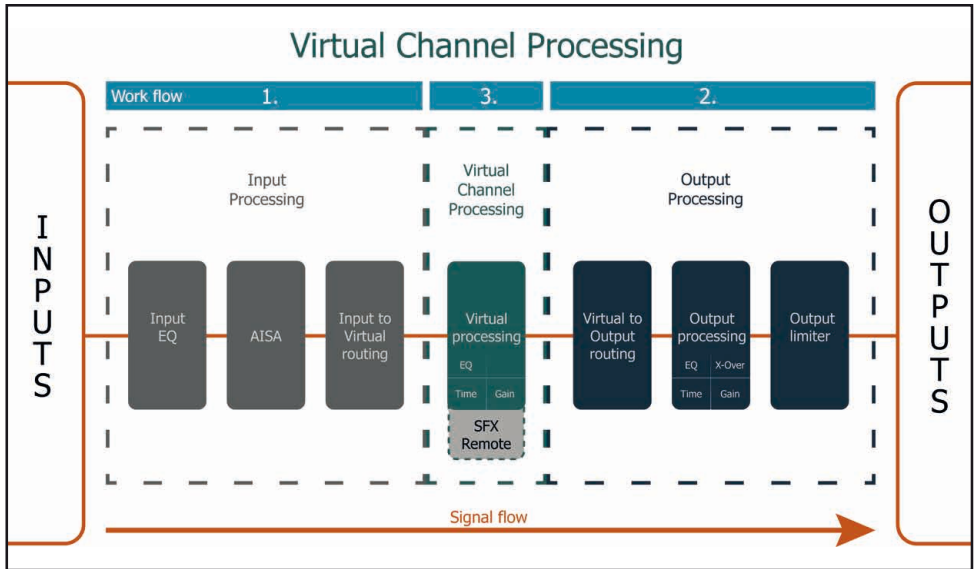 Virtual Channel Processing
Work flow
1.
3.
2.
INPUTS
Input
Processing
Virtual
Channel
Processing
Output
Processing
OUTPUTS
Input
EQ
AISA
Input to
Virtual
routing
Virtual
processing
EQ
Time
Gain
SFX
Remote
Virtual to
Output
routing
Output
processing
EQ
X-Over
Time
Gain
Output
limiter
Signal flow